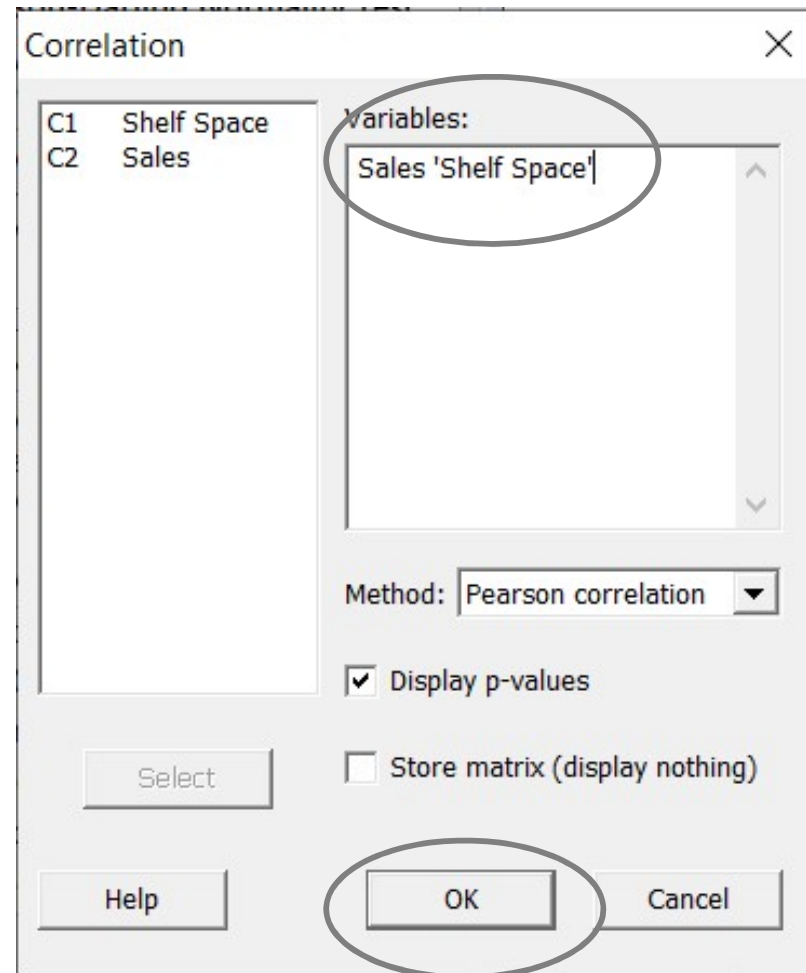 Correlation
C1 Shelf Space
C2 Sales
Variables:
Sales 'Shelf Space'
Method: Pearson correlation
Display p-values
Store matrix (display nothing)
Select
Help
OK
Cancel